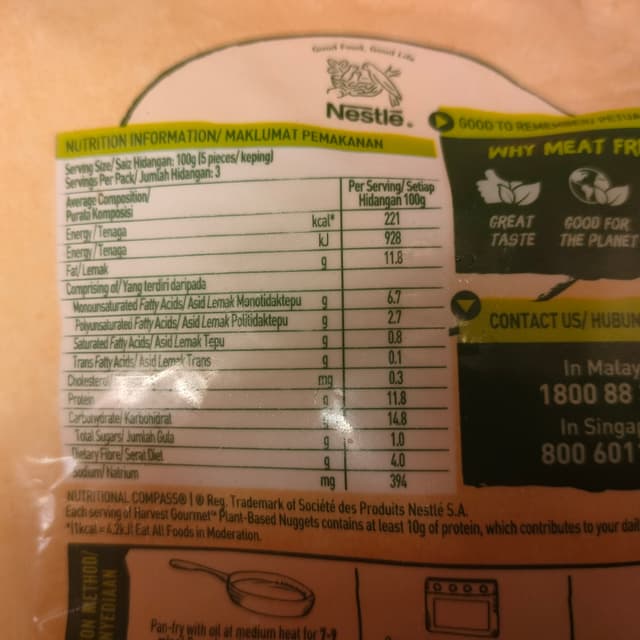 Good Food, Good Life
Nestlé®
NUTRITION INFORMATION/ MAKLUMAT PEMAKANAN
Serving Size/ Saiz Hidangan: 100g (5 pieces/ keping)
Servings Per Pack/ Jumlah Hidangan: 3
Average Composition/
Purata Komposisi
Per Serving/ Setiap
Hidangan 100g
Energy / Tenaga kcal* 221
Energy / Tenaga kJ 928
Fat/ Lemak g 11.8
Comprising of/ Yang terdiri daripada
Monounsaturated Fatty Acids/ Asid Lemak Monotidaktepu g 6.7
Polyunsaturated Fatty Acids/ Asid Lemak Politidaktepu g 2.7
Saturated Fatty Acids/ Asid Lemak Tepu g 0.8
Trans Fatty Acids/ Asid Lemak Trans g 0.1
Cholesterol mg 0.3
Protein g 11.8
Carbohydrate/ Karbohidrat g 14.8
Total Sugars/ Jumlah Gula g 1.0
Dietary Fibre/ Serat Diet g 4.0
Sodium/ Natrium mg 394
NUTRITIONAL COMPASS® | ® Reg. Trademark of Société des Produits Nestlé S.A.
Each serving of Harvest Gourmet® Plant-Based Nuggets contains at least 10g of protein, which contributes to your
*(1kcal = 4.2kJ) Eat All Foods in Moderation.
GOOD TO
WHY MEAT
GREAT
TASTE
GOOD FOR
THE PLANET
CONTACT US/
In
1800 88
In
800
Pan-fry with oil at medium heat for 7-9